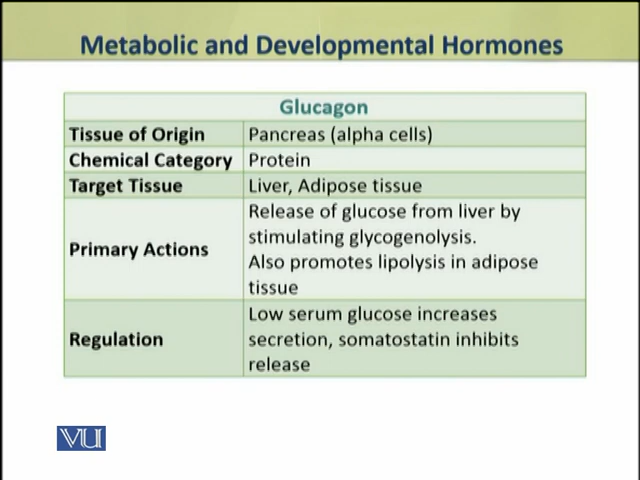 Metabolic and Developmental Hormones
Glucagon
Tissue of Origin Pancreas (alpha cells)
Chemical Category Protein
Target Tissue Liver, Adipose tissue
Primary Actions
Release of glucose from liver by
stimulating glycogenolysis.
Also promotes lipolysis in adipose
tissue
Regulation
Low serum glucose increases
secretion, somatostatin inhibits
release
VU